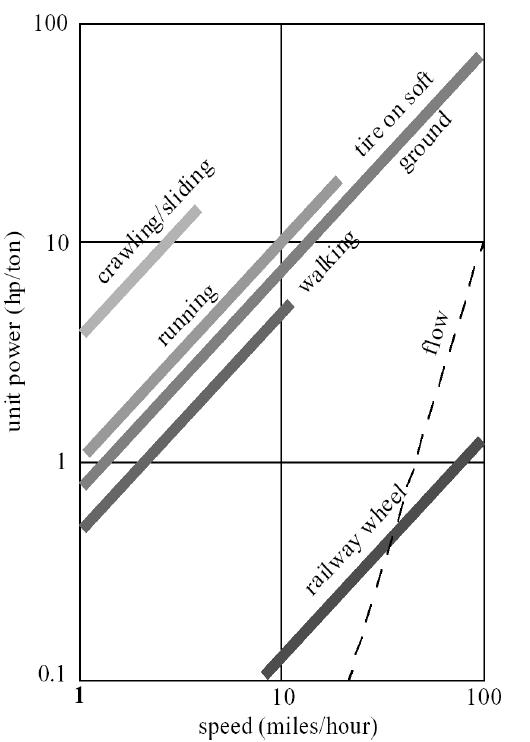 100
crawling/sliding
tire on soft
ground
10
walking
running
flow
unit power (hp/ton)
1
railway wheel
0.1
1
10
100
speed (miles/hour)